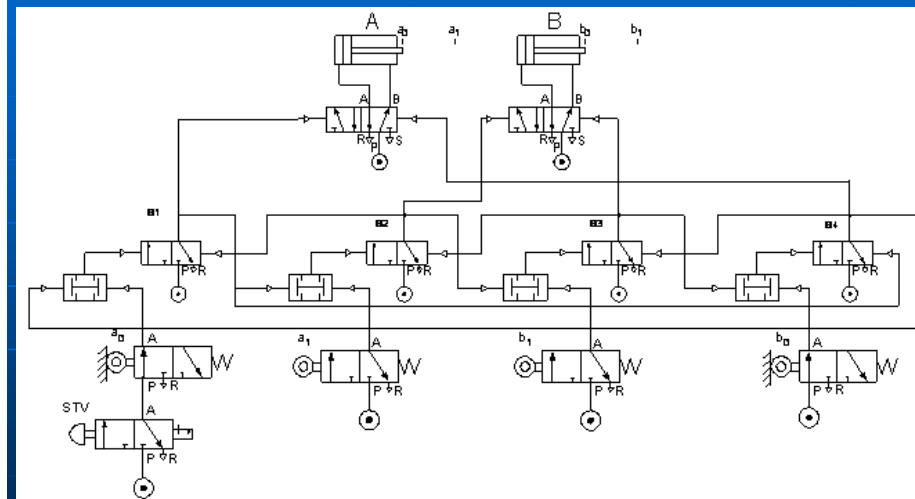 A a0 a1 B b0 b1
A B A B
R P S R P S
B1 B2 B3 B4
P R P R P R P R
a0 A a1 A b1 A b0 A
P R P R P R P R
STV A
P R